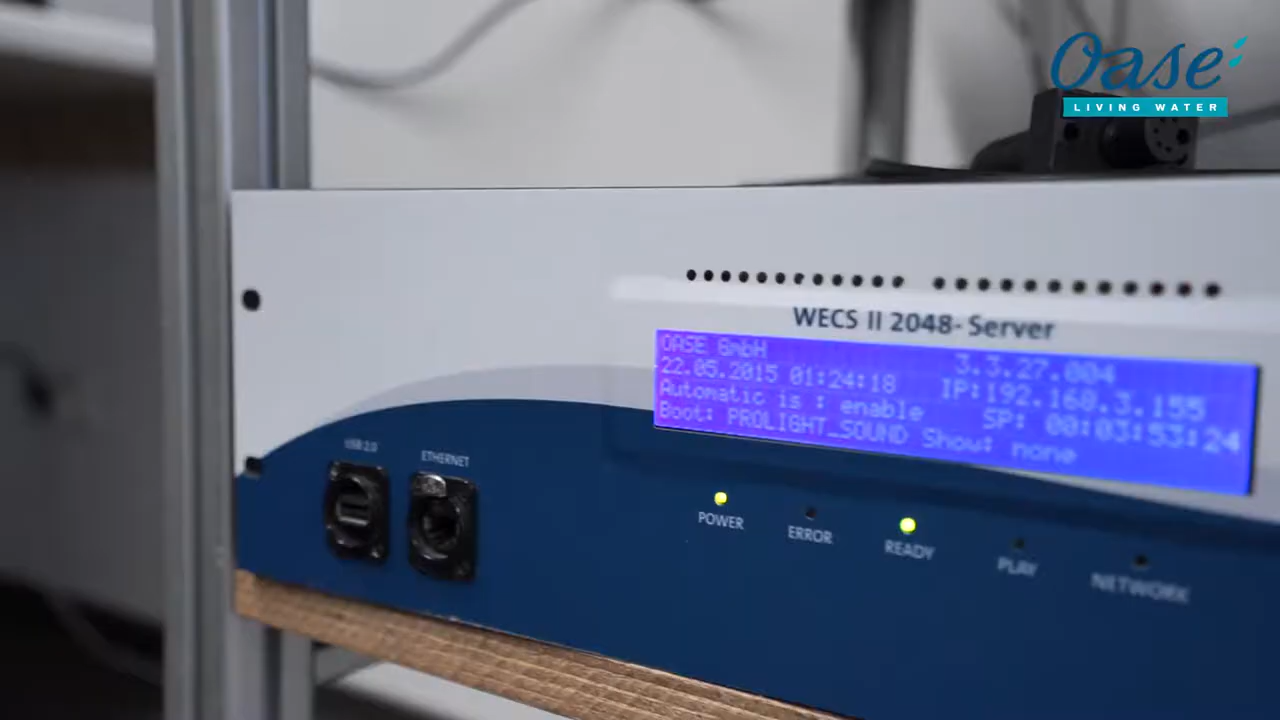 Oase
LIVING WATER
WECS II 2048- Server
OASE GmbH 3.3.27.004
22.05.2015 01:24:18 IP:192.168.3.155
Automatic is : enable SP: 00:03:53:24
Boot: PROLIGHT_SOUND Show: none
USB 2.0
ETHERNET
POWER
ERROR
READY
PLAY
NETWORK